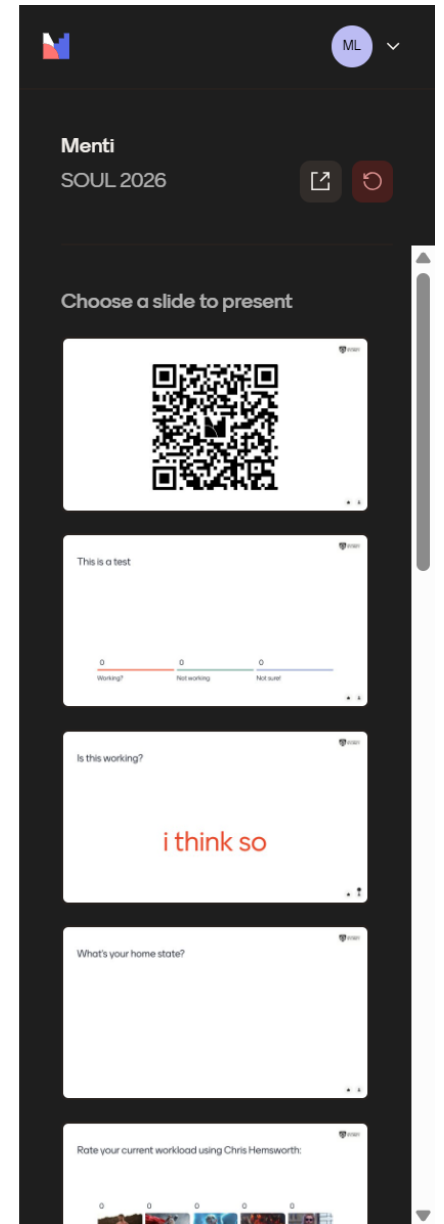 ML
Menti
SOUL 2026
Choose a slide to present
This is a test
0 0 0
Working? Not working Not sure!
Is this working?
i think so
What's your home state?
Rate your current workload using Chris Hemsworth:
0 0 0 0 0